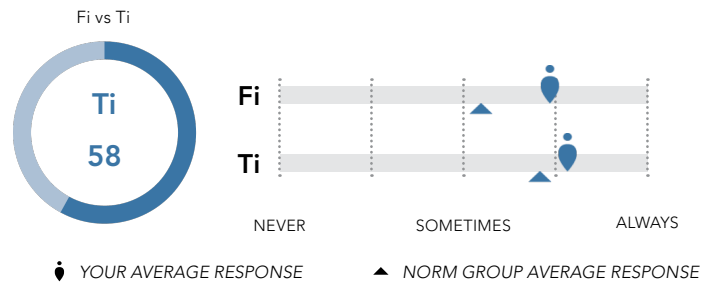 Fi vs Ti
Ti
58
Fi
Ti
NEVER SOMETIMES ALWAYS
YOUR AVERAGE RESPONSE NORM GROUP AVERAGE RESPONSE